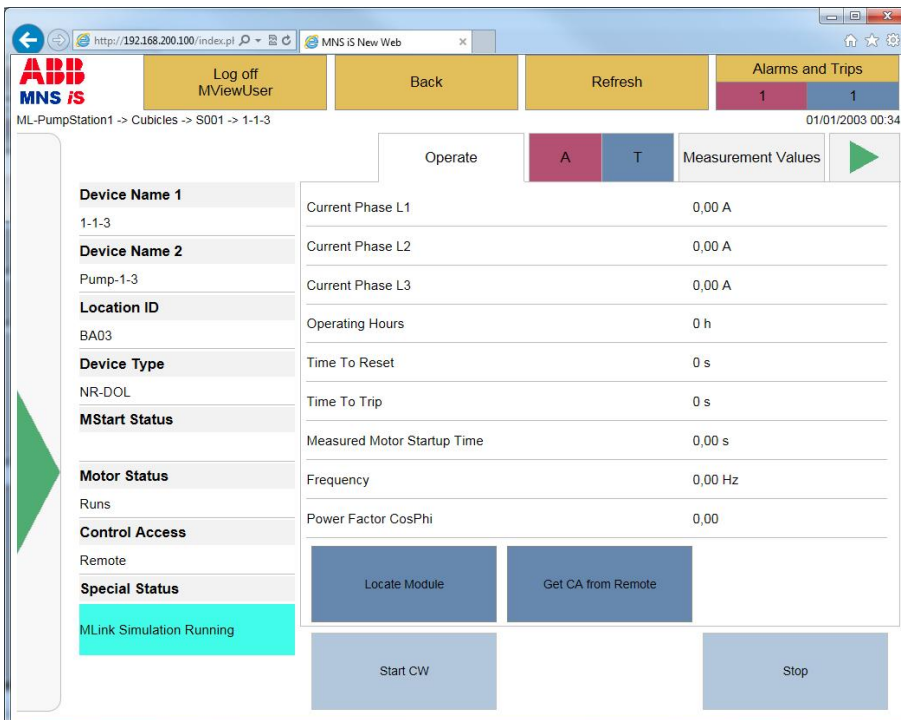 http://192.168.200.100/index.pl
MNS iS New Web
ABB
MNS iS
Log off
MViewUser
Back
Refresh
Alarms and Trips
1
1
ML-PumpStation1 -> Cubicles -> S001 -> 1-1-3
01/01/2003 00:34
Operate
A
T
Measurement Values
Device Name 1
1-1-3
Device Name 2
Pump-1-3
Location ID
BA03
Device Type
NR-DOL
MStart Status
Motor Status
Runs
Control Access
Remote
Special Status
MLink Simulation Running
Current Phase L1 0,00 A
Current Phase L2 0,00 A
Current Phase L3 0,00 A
Operating Hours 0 h
Time To Reset 0 s
Time To Trip 0 s
Measured Motor Startup Time 0,00 s
Frequency 0,00 Hz
Power Factor CosPhi 0,00
Locate Module
Get CA from Remote
Start CW
Stop